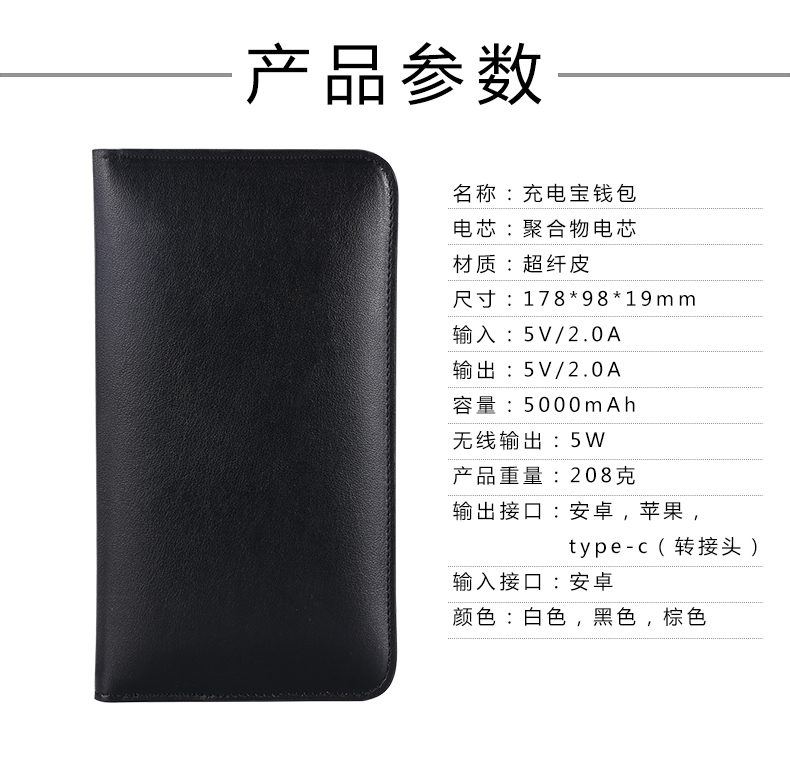 产品参数
名称：充电宝钱包
电芯：聚合物电芯
材质：超纤皮
尺寸：178*98*19mm
输入：5V/2.0A
输出：5V/2.0A
容量：5000mAh
无线输出：5W
产品重量：208克
输出接口：安卓，苹果，
type-c（转接头）
输入接口：安卓
颜色：白色，黑色，棕色